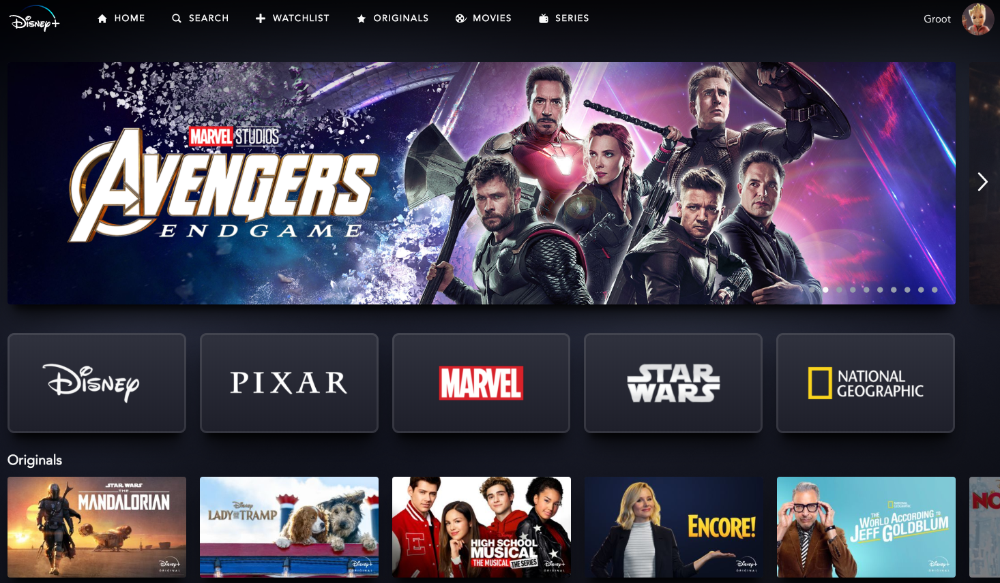 Disney+
HOME
SEARCH
WATCHLIST
ORIGINALS
MOVIES
SERIES
Groot
MARVEL STUDIOS
AVENGERS
ENDGAME
Disney
PIXAR
MARVEL
STAR
WARS
NATIONAL
GEOGRAPHIC
Originals
STAR WARS
THE
MANDALORIAN
Disney+
ORIGINAL
Disney
LADY AND THE TRAMP
Disney+
ORIGINAL
E
HIGH SCHOOL
MUSICAL
THE MUSICAL THE SERIES
Disney+
ORIGINAL
ENCORE!
Disney+
ORIGINAL
NATIONAL
GEOGRAPHIC
THE
WORLD ACCORDING TO
JEFF GOLDBLUM
Disney+
ORIGINAL
NO